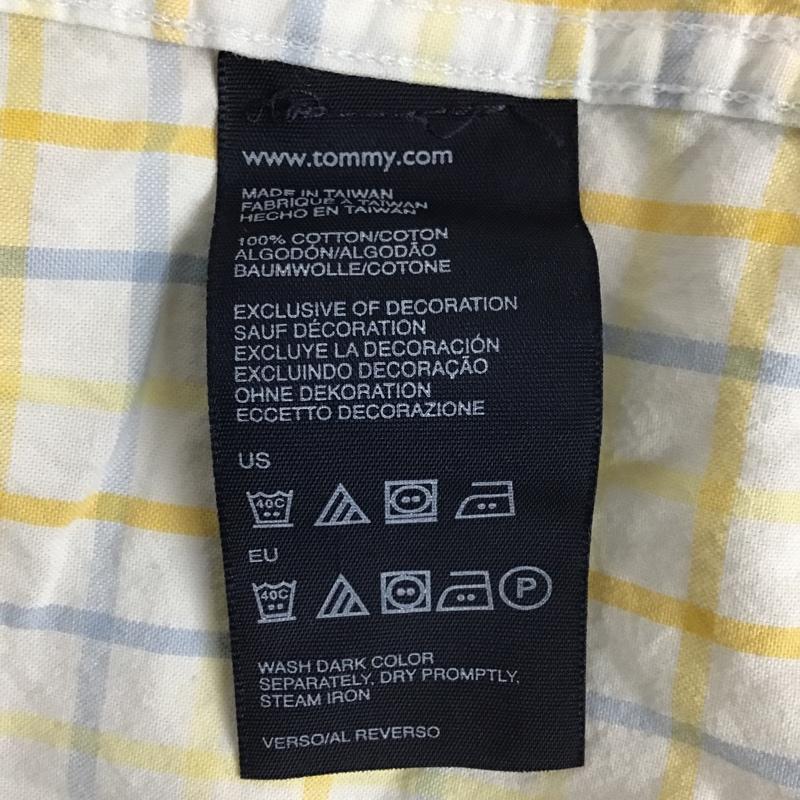 www.tommy.com
MADE IN TAIWAN
FABRIQUÉ À TAIWAN
HECHO EN TAIWAN
100% COTTON/COTON
ALGODÓN/ALGODÃO
BAUMWOLLE/COTONE
EXCLUSIVE OF DECORATION
SAUF DÉCORATION
EXCLUYE LA DECORACIÓN
EXCLUINDO DECORAÇÃO
OHNE DEKORATION
ECCETTO DECORAZIONE
US
40C
EU
40C P
WASH DARK COLOR
SEPARATELY, DRY PROMPTLY,
STEAM IRON
VERSO/AL REVERSO